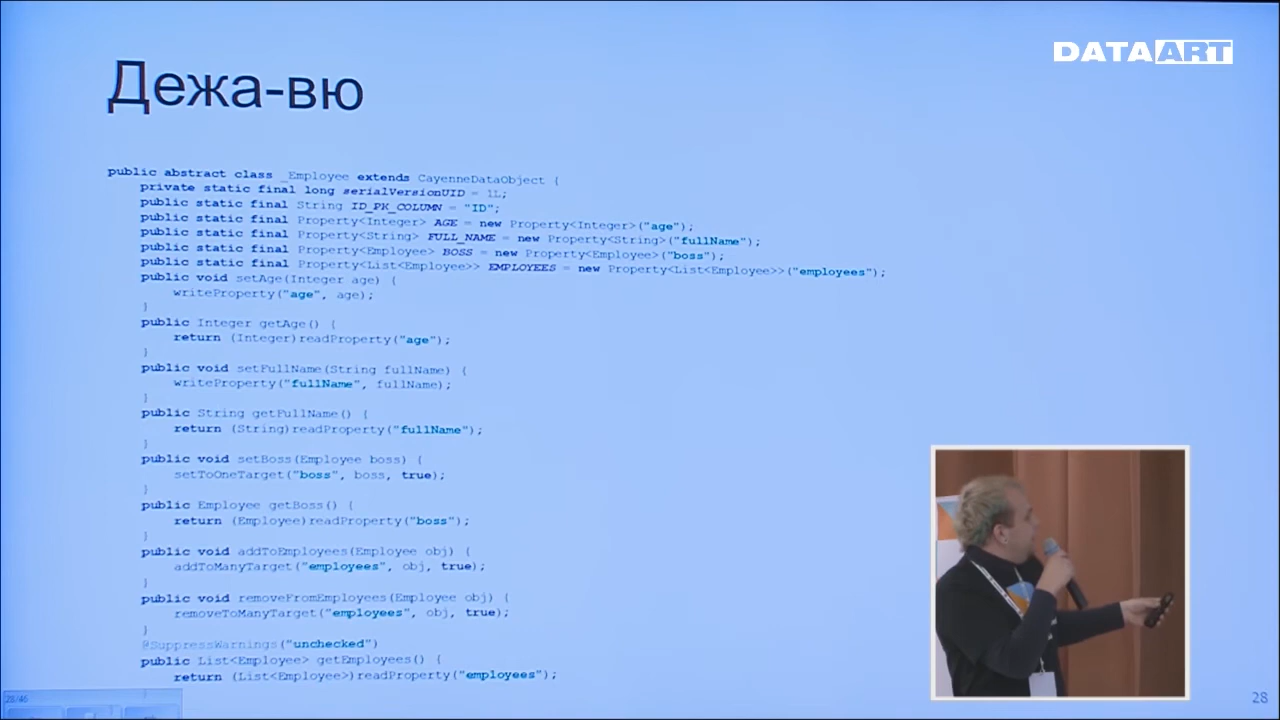 DATAART
Дежа-вю
public abstract class _Employee extends CayenneDataObject {
private static final long serialVersionUID = 1L;
public static final String ID_PK_COLUMN = "ID";
public static final Property<Integer> AGE = new Property<Integer>("age");
public static final Property<String> FULL_NAME = new Property<String>("fullName");
public static final Property<Employee> BOSS = new Property<Employee>("boss");
public static final Property<List<Employee>> EMPLOYEES = new Property<List<Employee>>("employees");
public void setAge(Integer age) {
writeProperty("age", age);
}
public Integer getAge() {
return (Integer)readProperty("age");
}
public void setFullName(String fullName) {
writeProperty("fullName", fullName);
}
public String getFullName() {
return (String)readProperty("fullName");
}
public void setBoss(Employee boss) {
setToOneTarget("boss", boss, true);
}
public Employee getBoss() {
return (Employee)readProperty("boss");
}
public void addToEmployees(Employee obj) {
addToManyTarget("employees", obj, true);
}
public void removeFromEmployees(Employee obj) {
removeToManyTarget("employees", obj, true);
}
@SuppressWarnings("unchecked")
public List<Employee> getEmployees() {
return (List<Employee>)readProperty("employees");
}
28/46
28